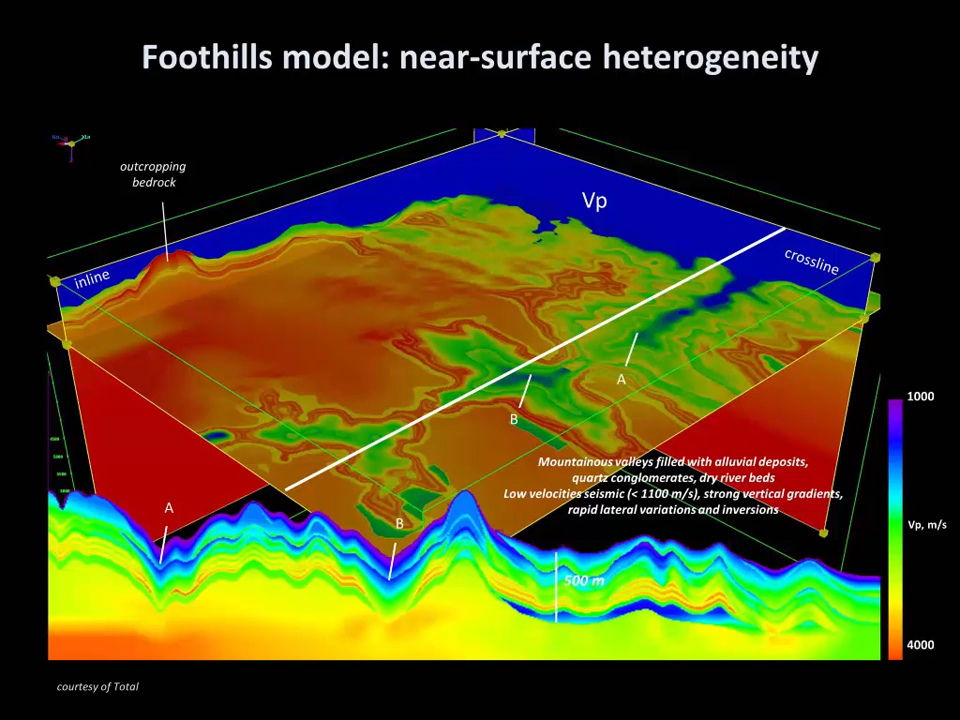 Foothills model: near-surface heterogeneity
outcropping
bedrock
Vp
inline
crossline
A
B
1000
Mountainous valleys filled with alluvial deposits,
quartz conglomerates, dry river beds
Low velocities seismic (< 1100 m/s), strong vertical gradients,
rapid lateral variations and inversions
A
B
Vp, m/s
500 m
4000
courtesy of Total